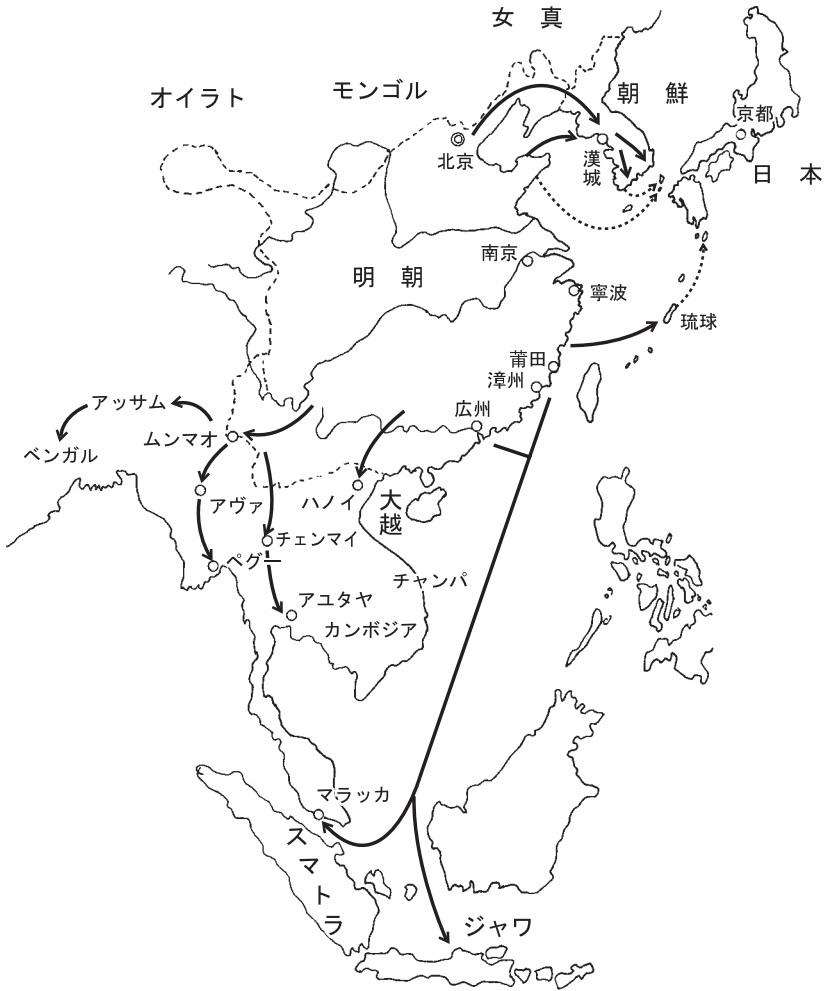 女真
オイラト
モンゴル
朝鮮
京都
北京
漢城
日本
南京
明朝
寧波
琉球
莆田
漳州
広州
アッサム
ムンマオ
ベンガル
アヴァ
ハノイ
大越
チェンマイ
ペグー
チャンパ
アユタヤ
カンボジア
マラッカ
スマトラ
ジャワ